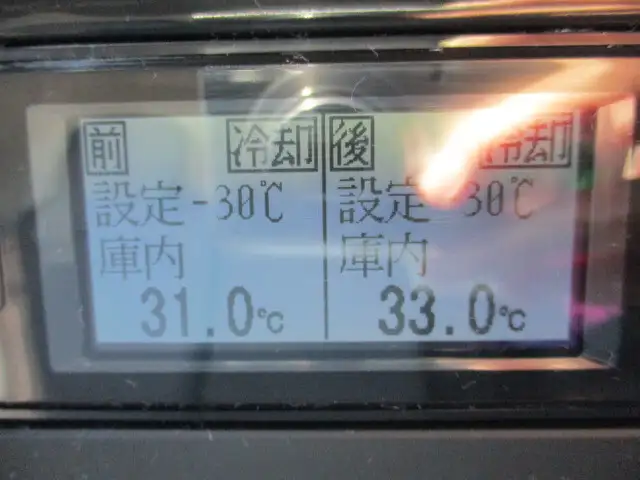 前 冷却
設定-30℃
庫内
31.0℃
後 冷却
設定-30℃
庫内
33.0℃